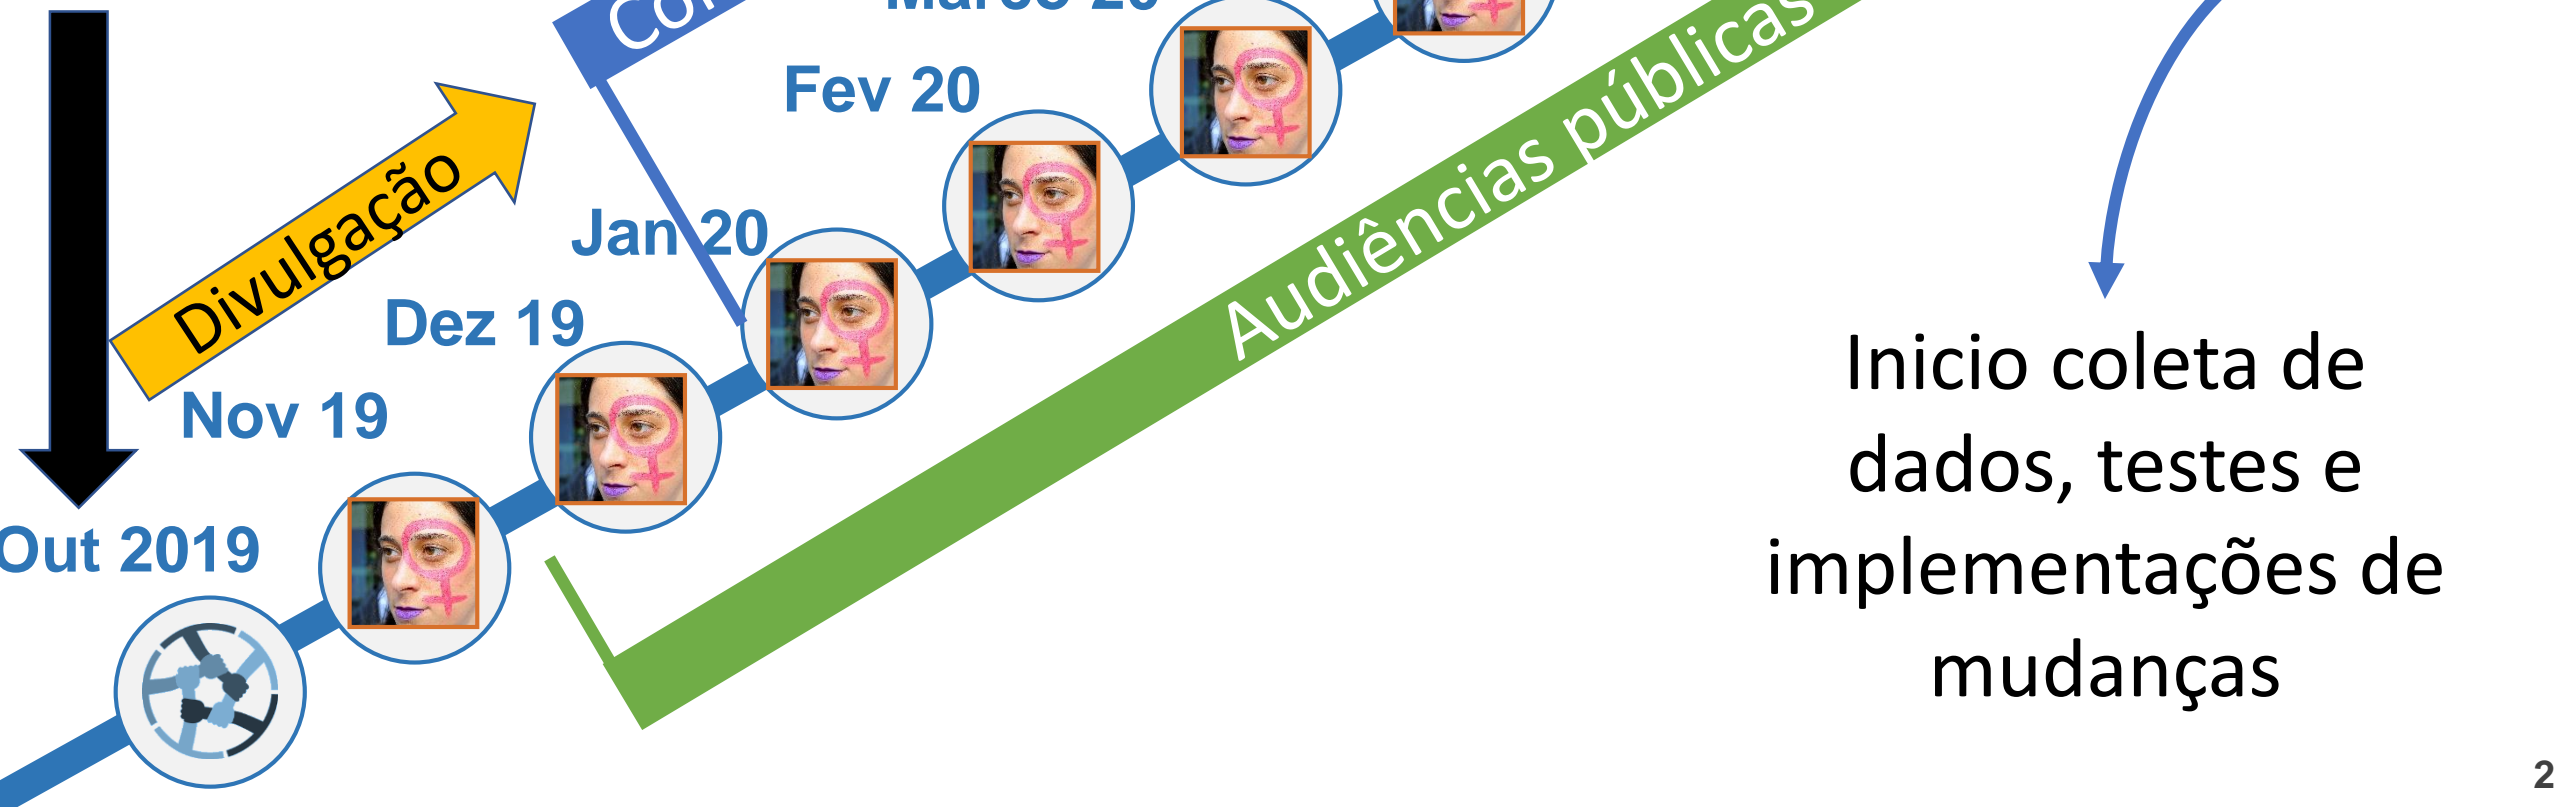 Fev 20
Divulgação
Audiências públicas
Jan 20
Dez 19
Inicio coleta de
dados, testes e
implementações de
mudanças
Nov 19
Out 2019
2